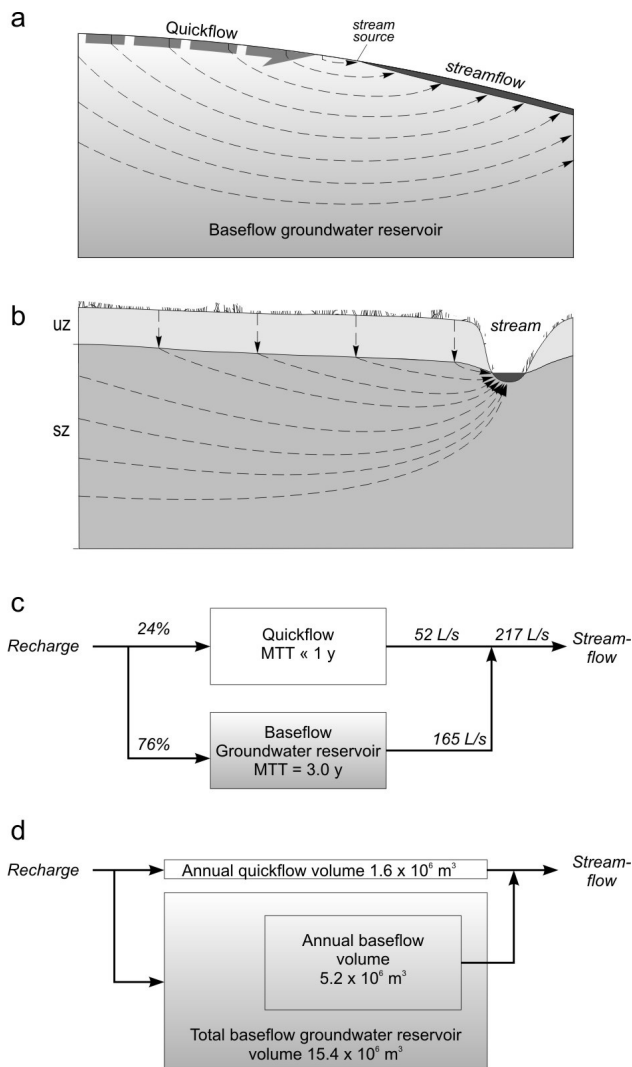 a
Quickflow
stream
source
streamflow
Baseflow groundwater reservoir
b
uz
stream
sz
c
Recharge
24%
Quickflow
MTT « 1 y
52 L/s
217 L/s
Stream-
flow
76%
Baseflow
Groundwater reservoir
MTT = 3.0 y
165 L/s
d
Recharge
Annual quickflow volume 1.6 x 10⁶ m³
Stream-
flow
Annual baseflow
volume
5.2 x 10⁶ m³
Total baseflow groundwater reservoir
volume 15.4 x 10⁶ m³